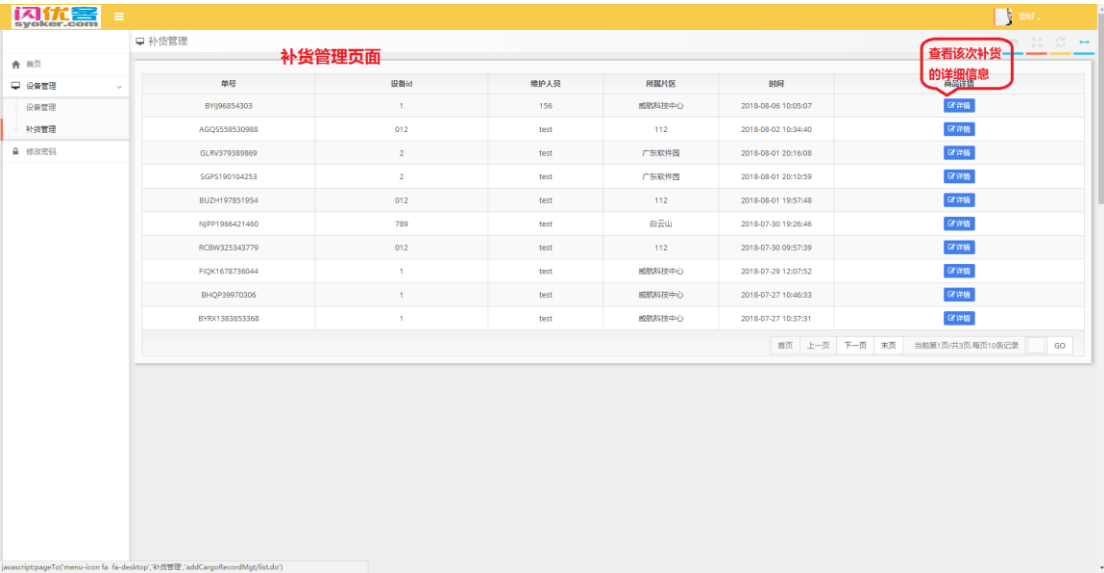 闪优客
syoker.com
您好，
补货管理
补货管理页面
查看该次补货
的详细信息
首页
设备管理
设备管理
补货管理
修改密码
单号 设备id 维护人员 所属片区 时间 商品详情
BYIJ96854303 1 156 威航科技中心 2018-08-06 10:05:07 详情
AGQS558530988 012 test 112 2018-08-02 10:34:40 详情
GLRV379389869 2 test 广东软件园 2018-08-01 20:16:08 详情
SGPS190104253 2 test 广东软件园 2018-08-01 20:10:59 详情
BUZH197851954 012 test 112 2018-08-01 19:57:48 详情
NJPP1966421460 789 test 白云山 2018-07-30 19:26:46 详情
RCBW325343779 012 test 112 2018-07-30 09:57:39 详情
FIQK1678736044 1 test 威航科技中心 2018-07-29 12:07:52 详情
BHQP39970306 1 test 威航科技中心 2018-07-27 10:46:33 详情
BYRX1383853368 1 test 威航科技中心 2018-07-27 10:37:31 详情
首页 上一页 下一页 末页 当前第1页/共3页,每页10条记录 GO
javascript:pageTo('menu-icon fa fa-desktop','补货管理','addCargoRecordMgt/list.do')